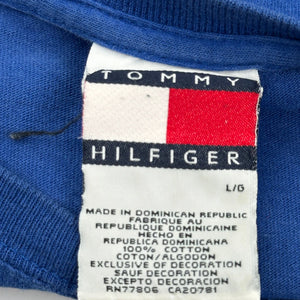 TOMMY
HILFIGER
L/G
MADE IN DOMINICAN REPUBLIC
FABRIQUE AU
REPUBLIQUE DOMINICAINE
HECHO EN
REPUBLICA DOMINICANA
100% COTTON
COTON/ALGODON
EXCLUSIVE OF DECORATION
SAUF DECORATION
EXCEPTO DECORACION
RN77806 CA20781